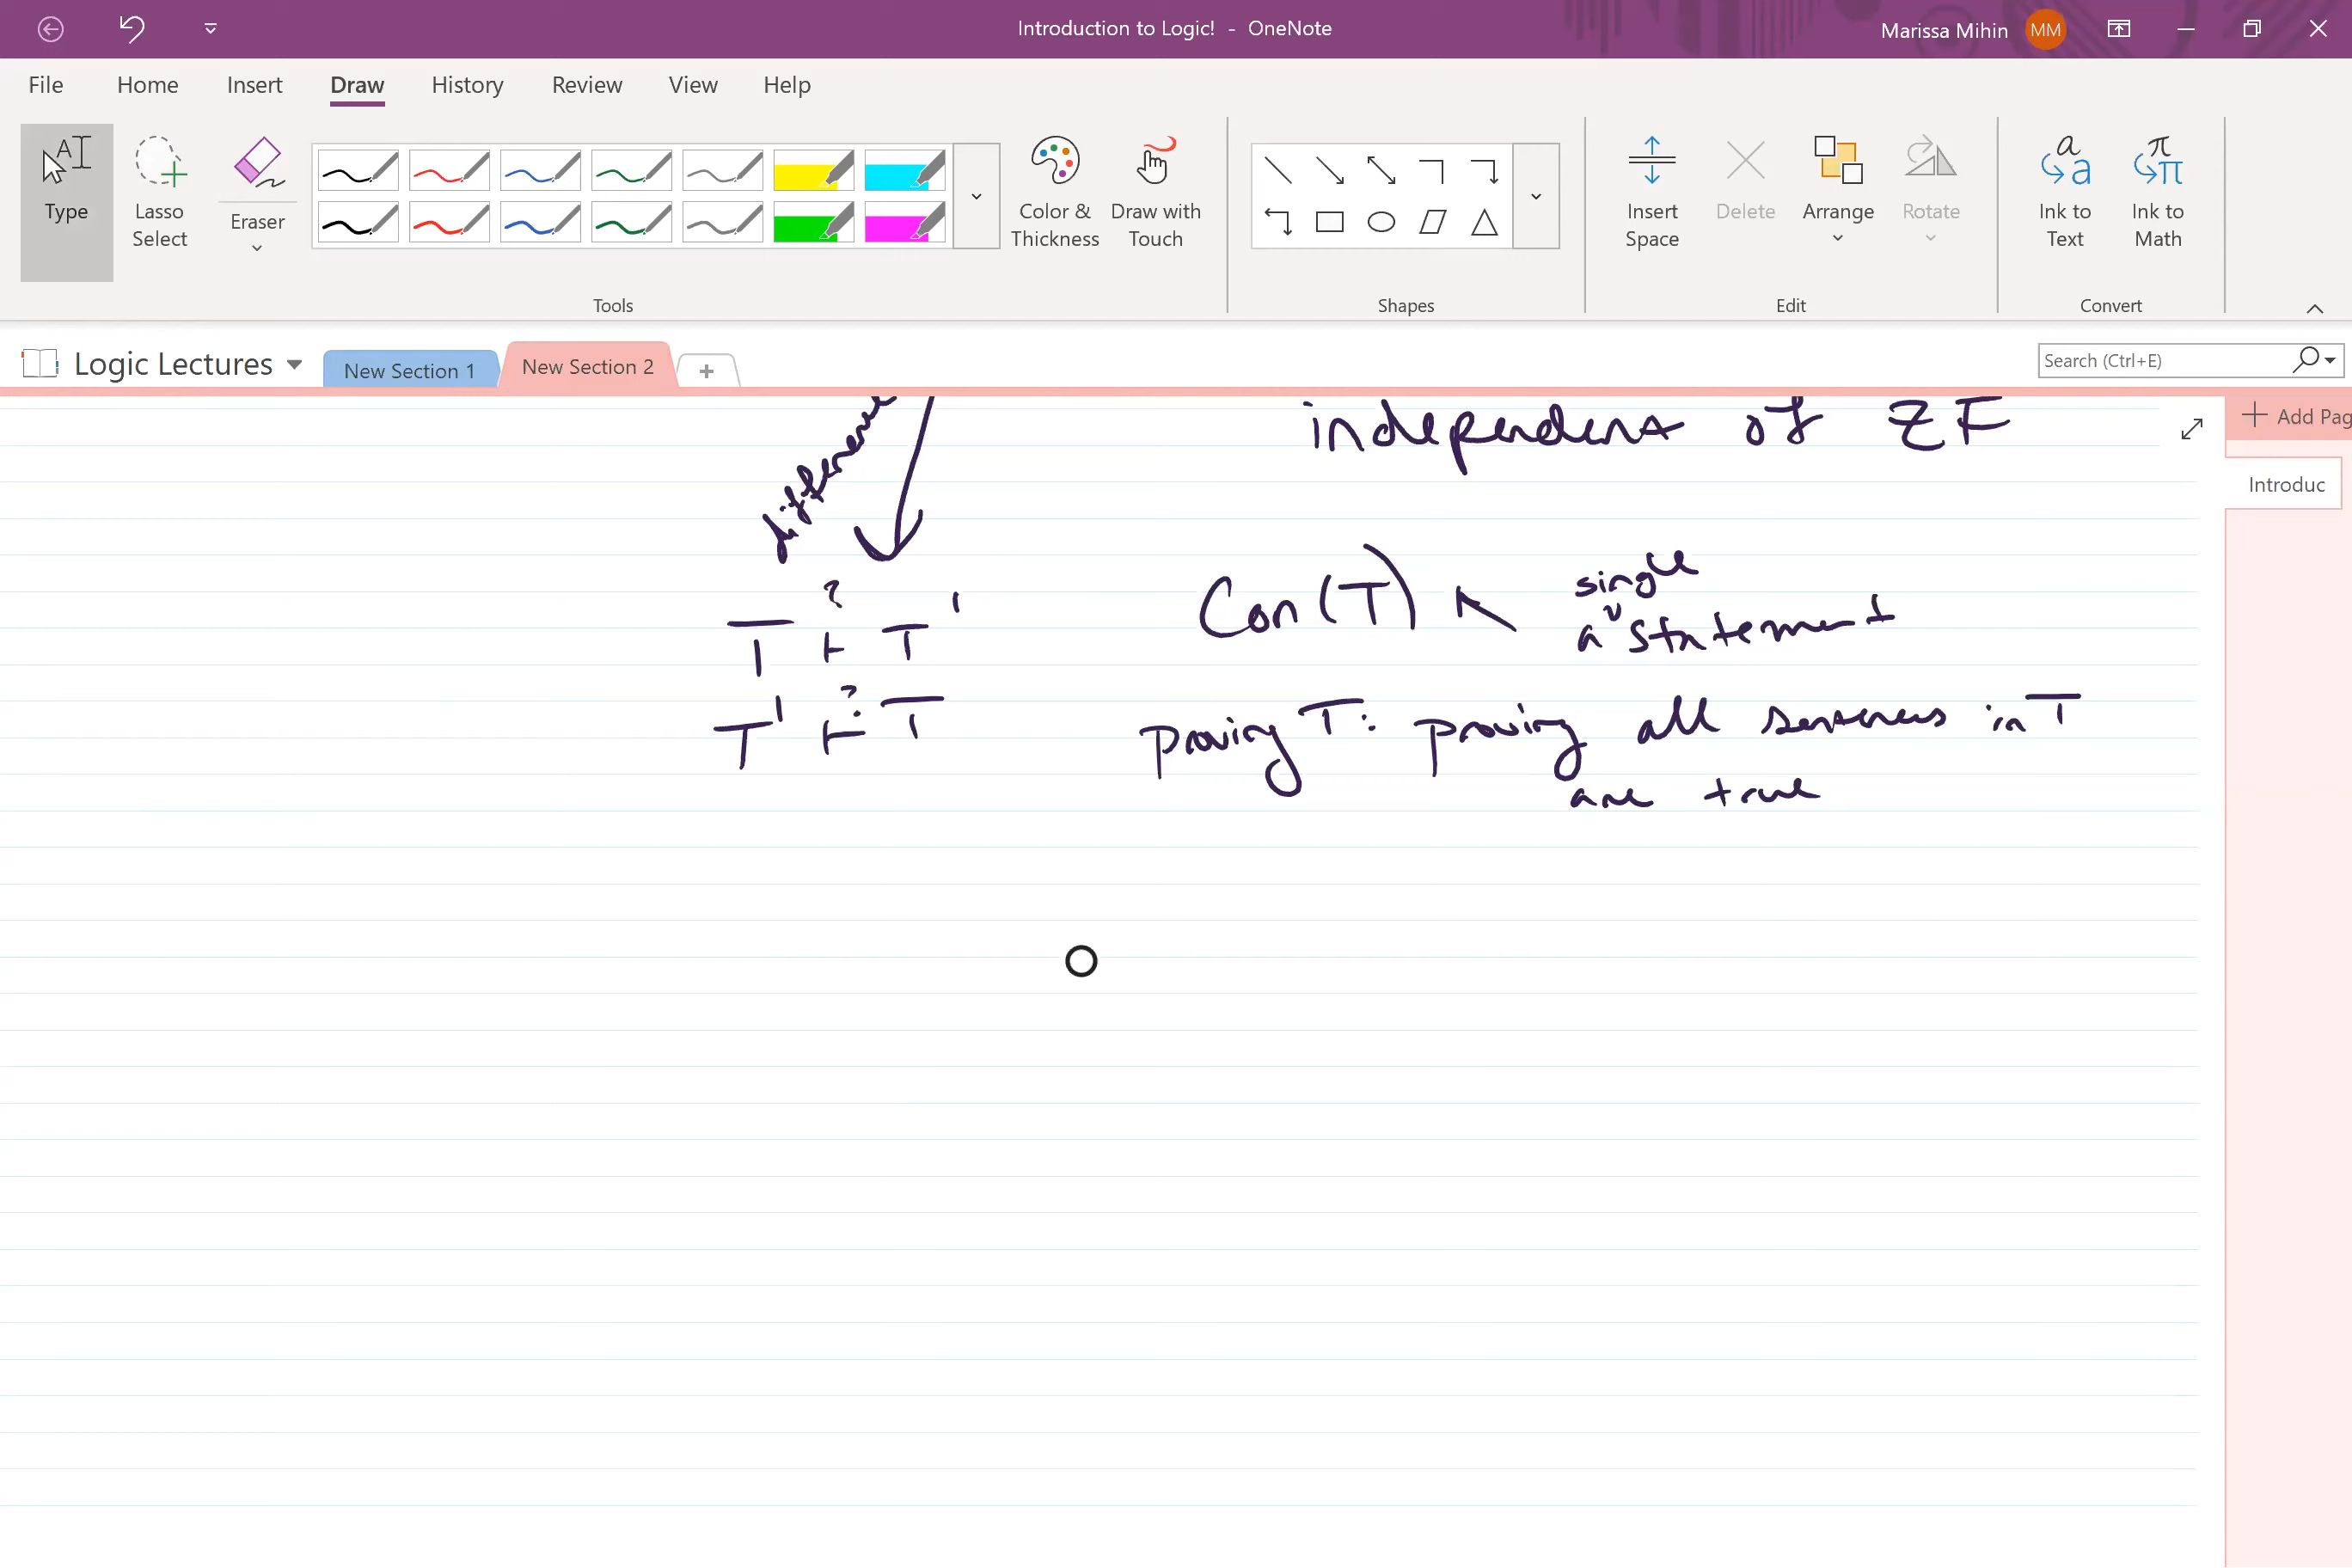 Introduction to Logic! - OneNote
Marissa Mihin MM
File Home Insert Draw History Review View Help
Type
Lasso Select
Eraser
Color & Thickness
Draw with Touch
Insert Space
Delete
Arrange
Rotate
Ink to Text
Ink to Math
Tools
Shapes
Edit
Convert
Logic Lectures
New Section 1
New Section 2
+
Search (Ctrl+E)
Add Pag
Introduc
different
independent of ZF
T ⊢? T'
T' ⊢? T
Con(T) ↖ a single statement
proving T: proving all sentences in T
are true